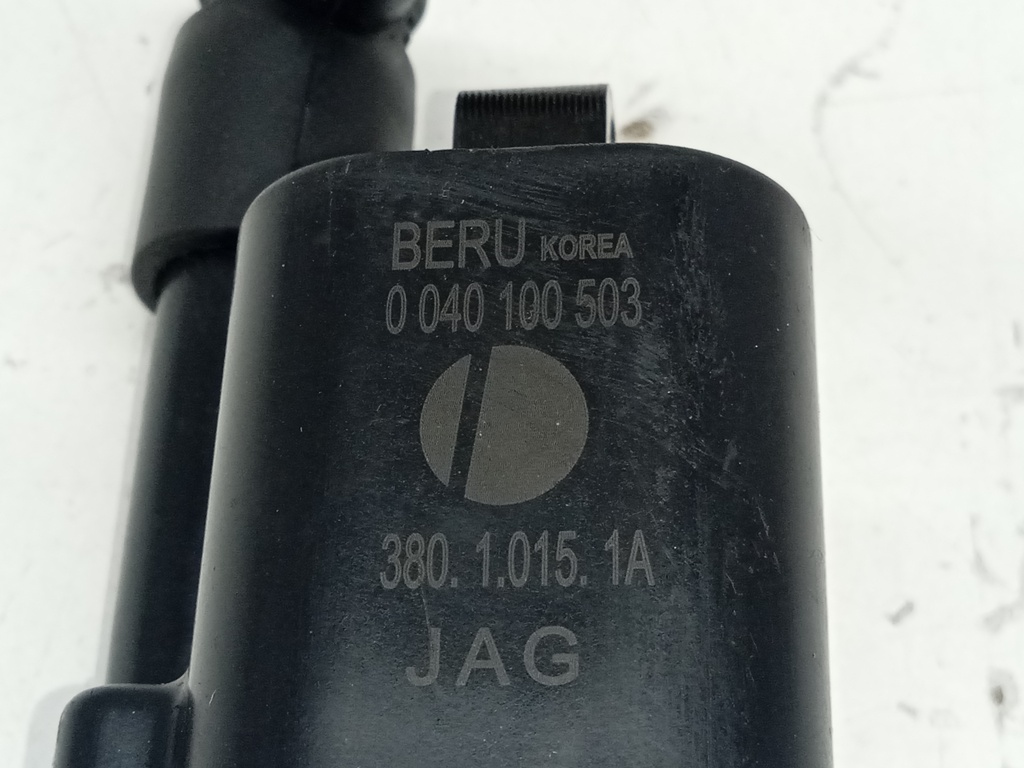 BERU KOREA
0 040 100 503
380. 1.015. 1A
JAG